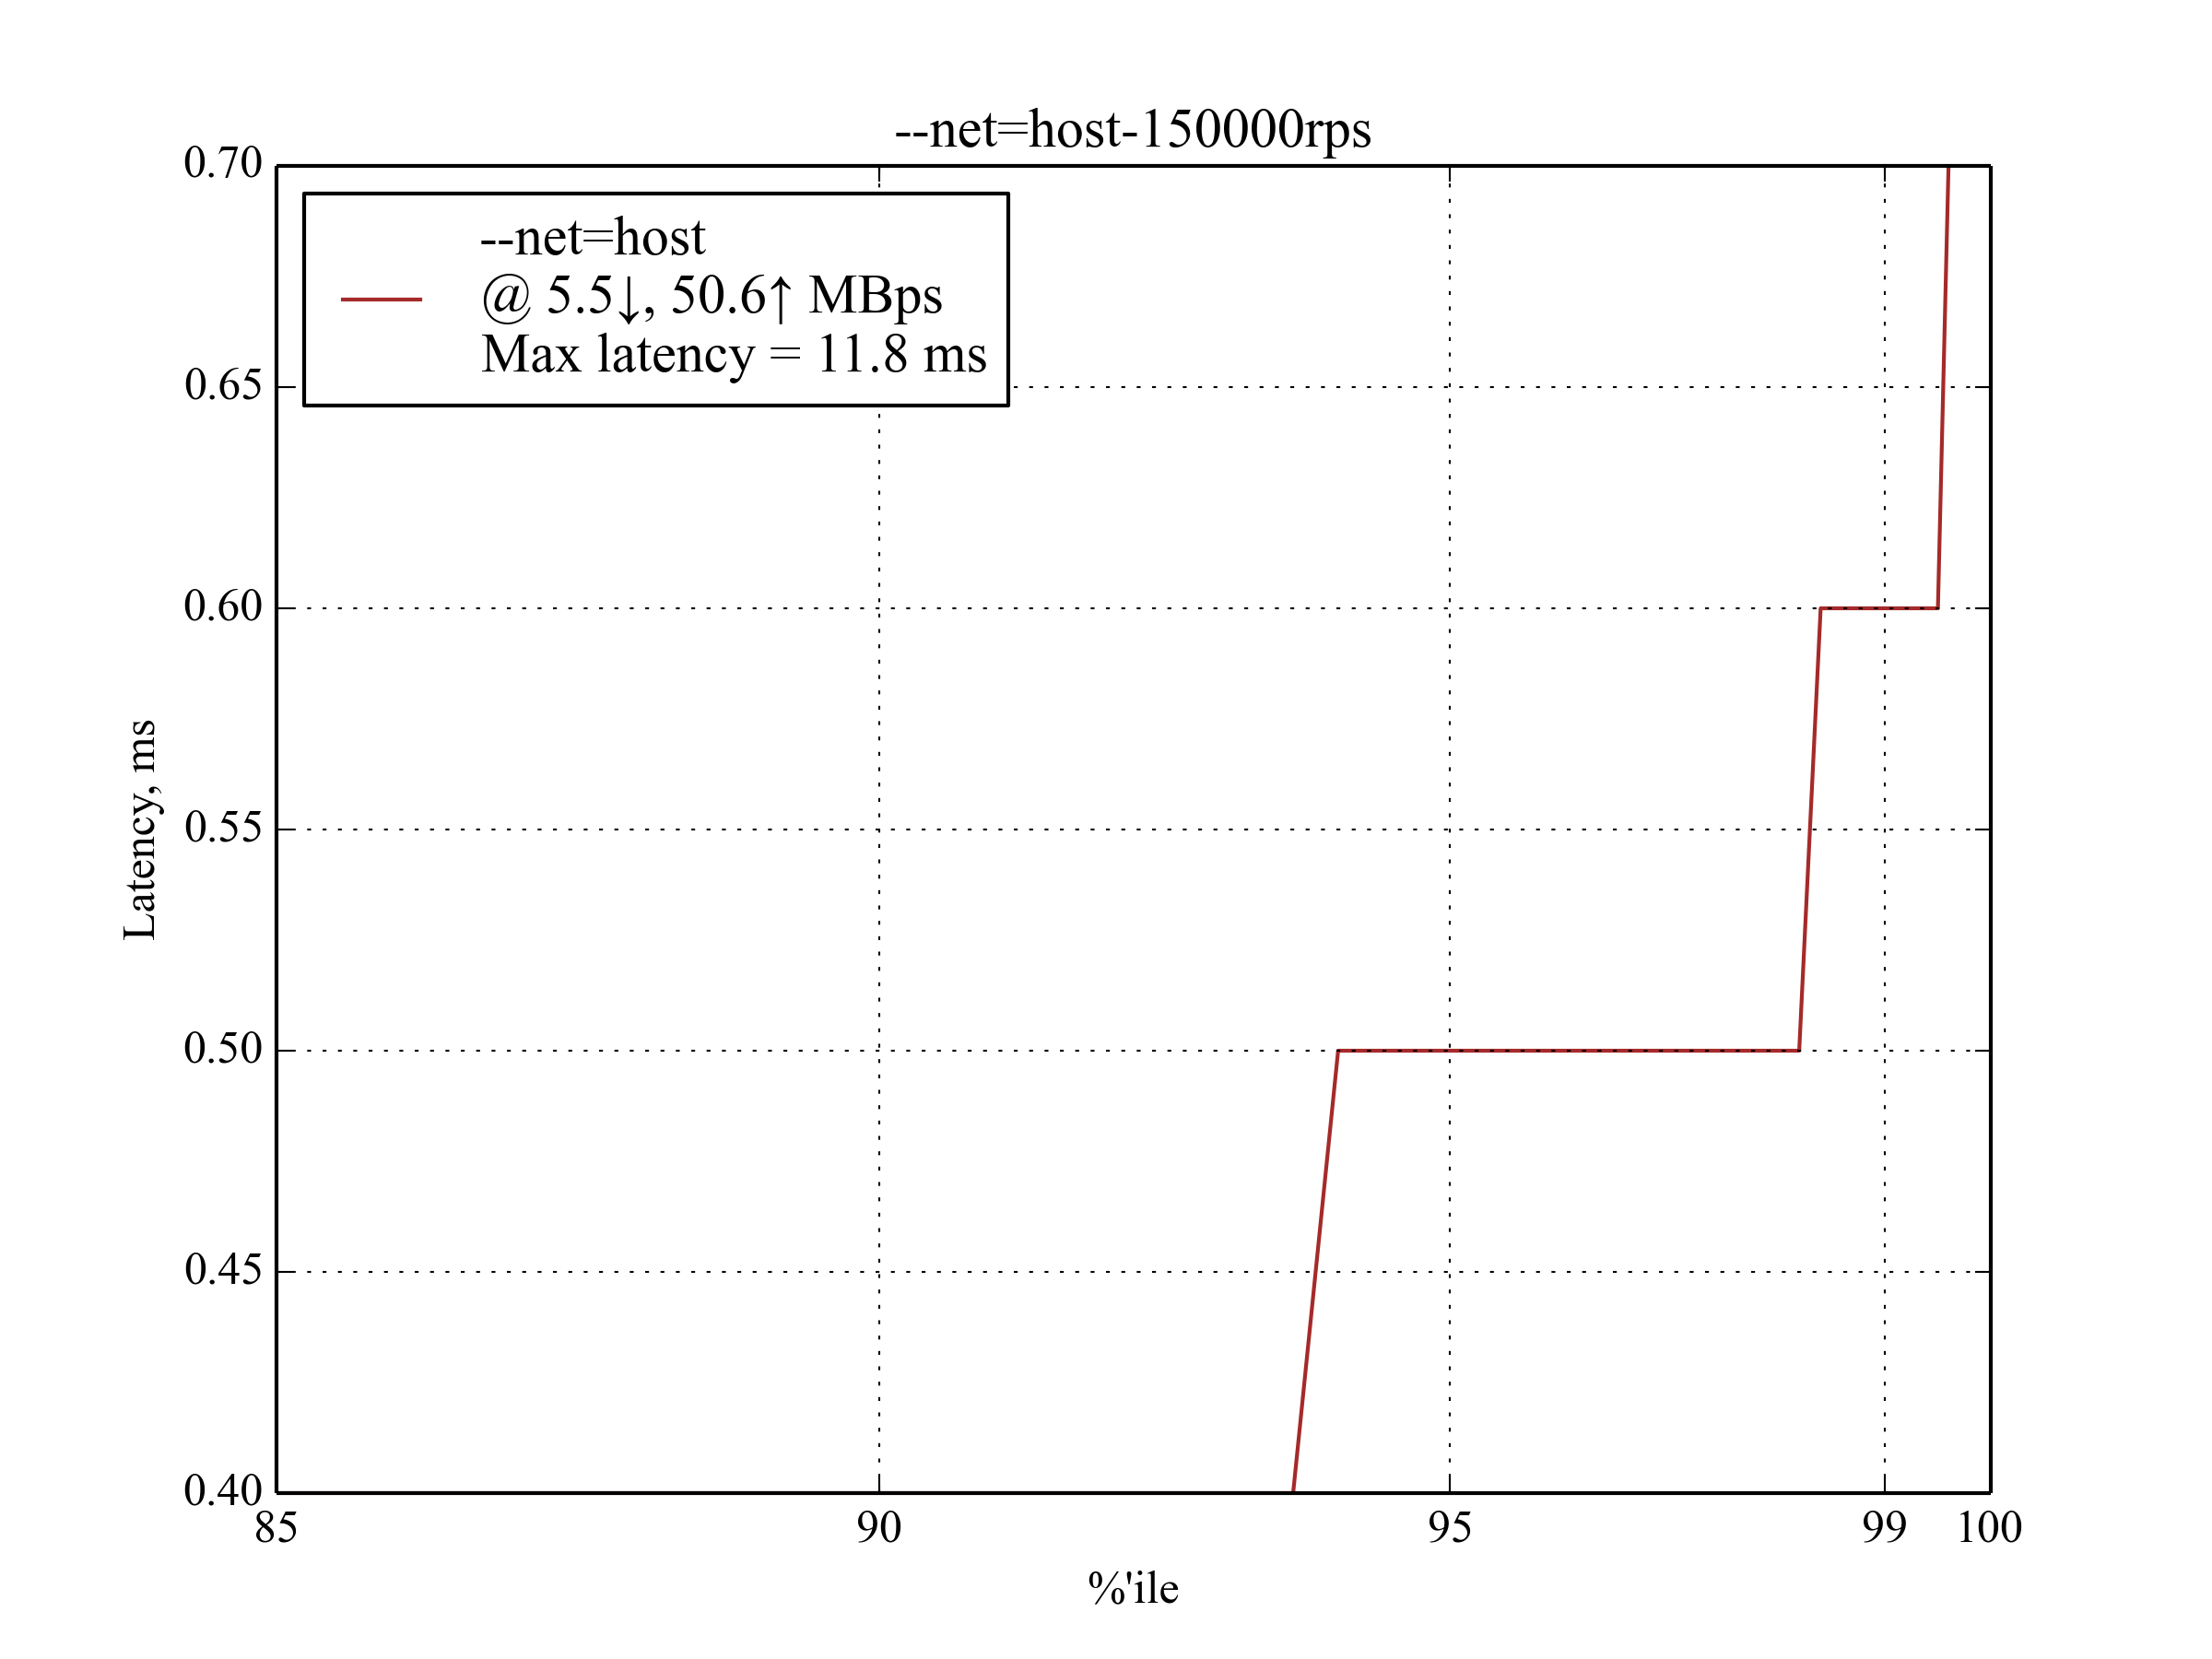 --net=host-150000rps
--net=host
@ 5.5↓, 50.6↑ MBps
Max latency = 11.8 ms
0.70
0.65
0.60
0.55
0.50
0.45
0.40
Latency, ms
85 90 95 99 100
%'ile